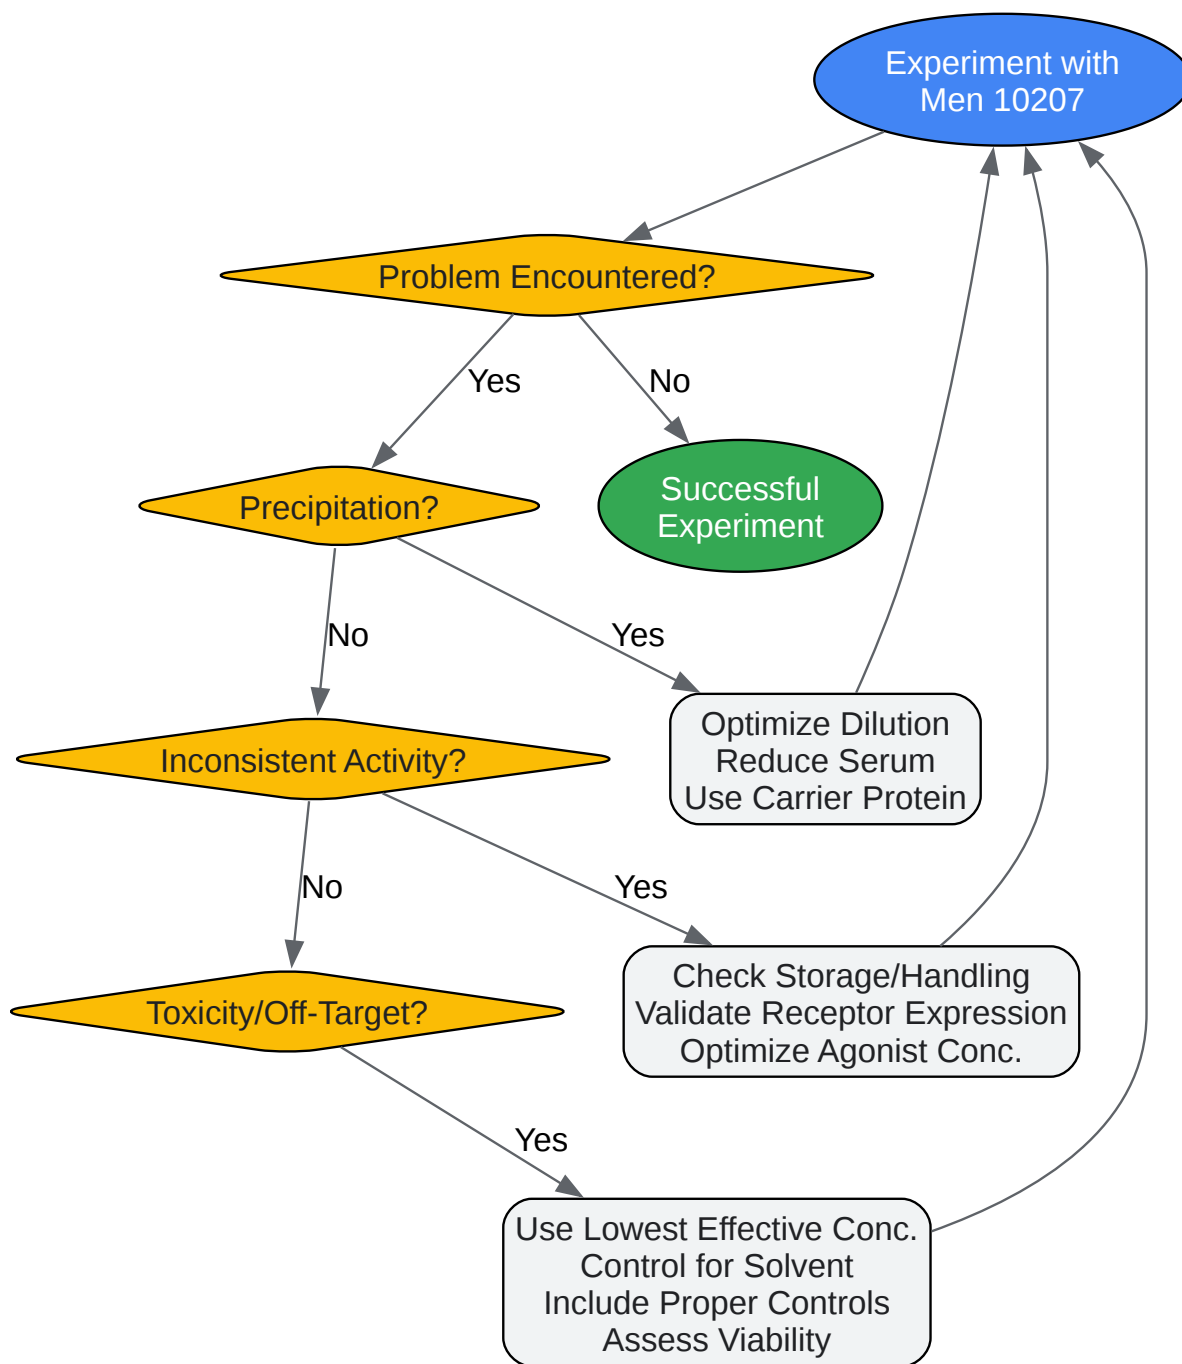 Experiment with
Men 10207
Problem Encountered?
Yes
No
Precipitation?
Successful
Experiment
No
Yes
Optimize Dilution
Reduce Serum
Use Carrier Protein
Inconsistent Activity?
No
Yes
Check Storage/Handling
Validate Receptor Expression
Optimize Agonist Conc.
Toxicity/Off-Target?
Yes
Use Lowest Effective Conc.
Control for Solvent
Include Proper Controls
Assess Viability